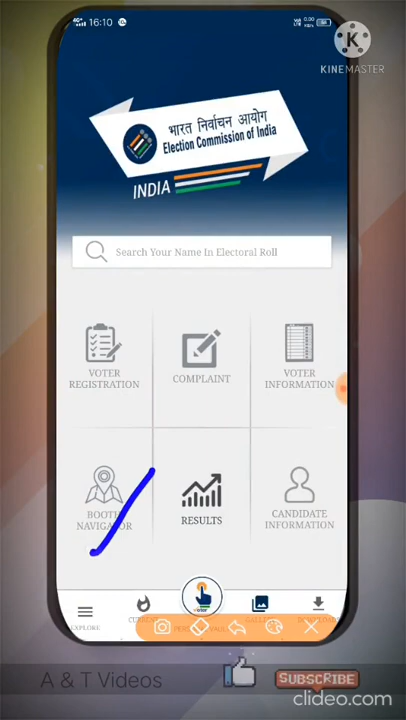 4G 16:10
K
KINEMASTER
भारत निर्वाचन आयोग
Election Commission of India
INDIA
Search Your Name In Electoral Roll
VOTER
REGISTRATION
COMPLAINT
VOTER
INFORMATION
BOOTH
NAVIGATOR
RESULTS
CANDIDATE
INFORMATION
EXPLORE
A & T Videos
SUBSCRIBE
clideo.com